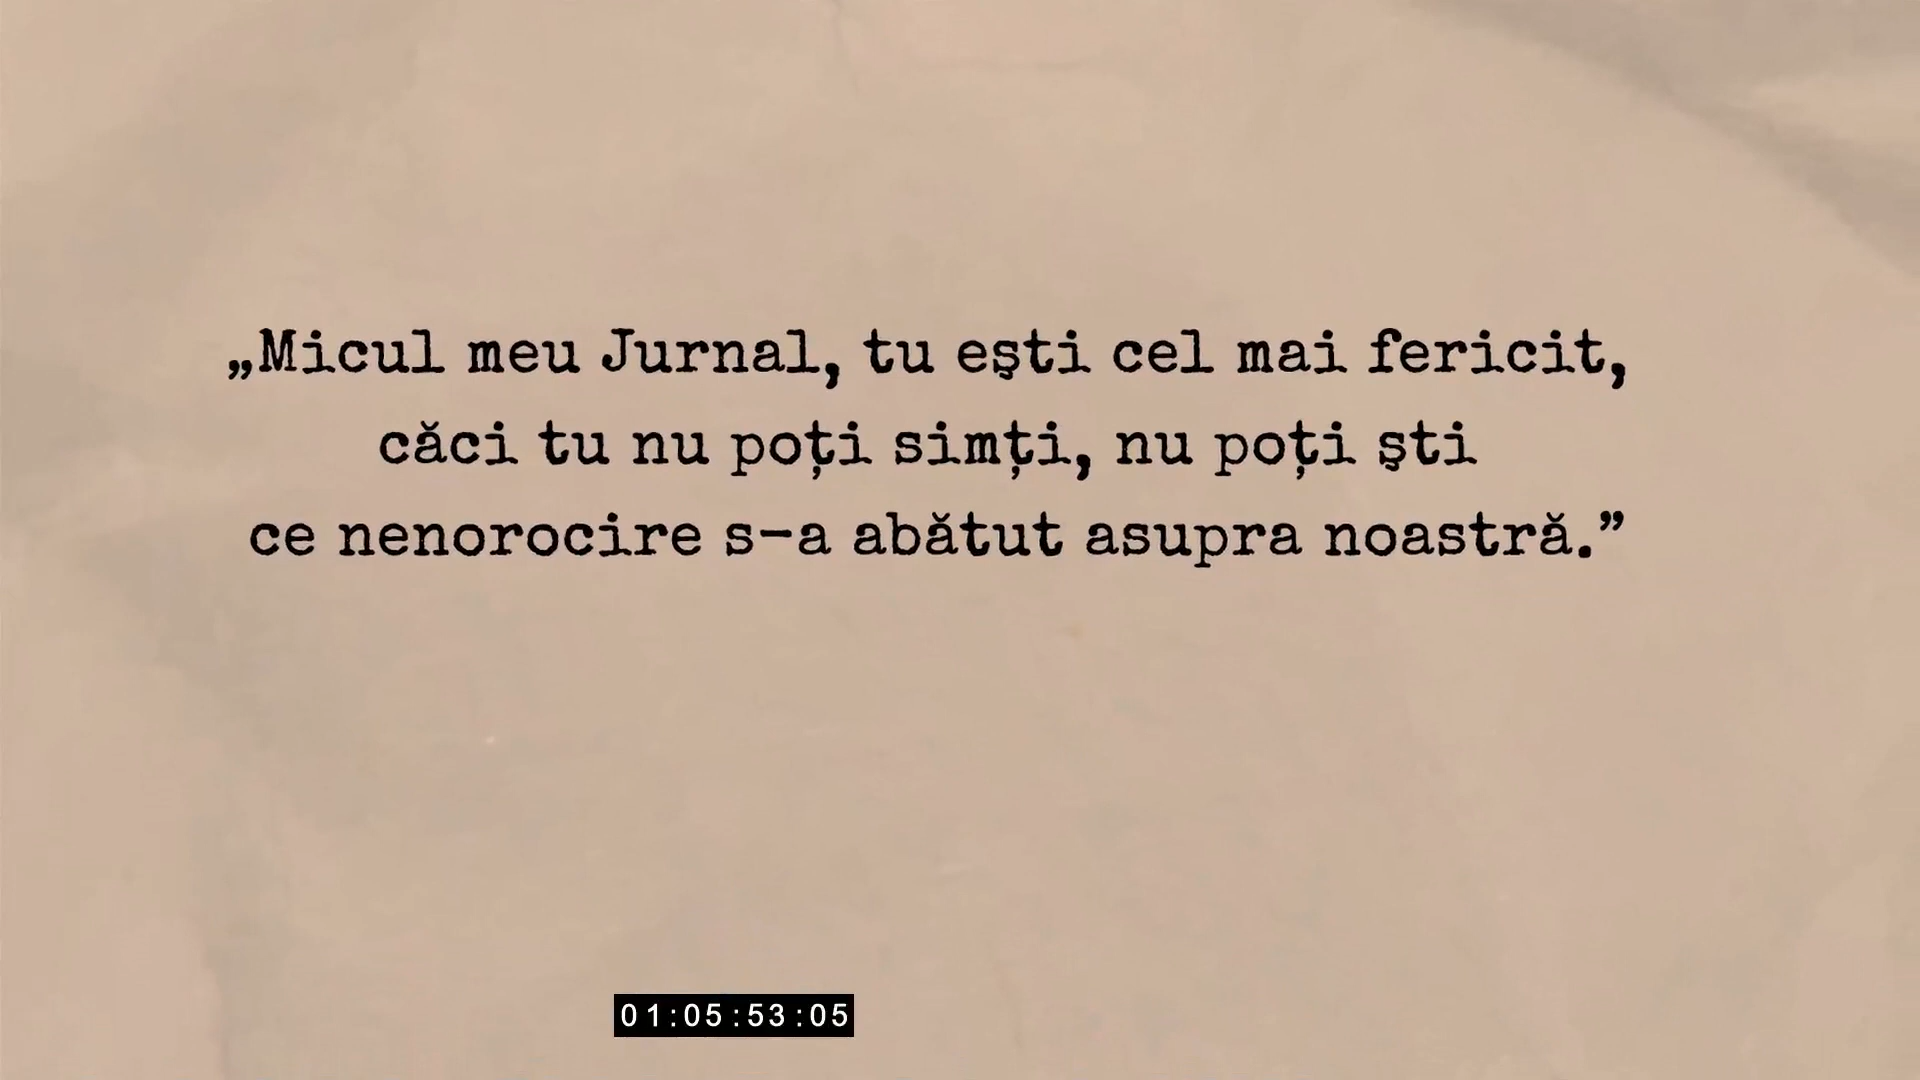 „Micul meu Jurnal, tu eşti cel mai fericit,
căci tu nu poți simți, nu poți şti
ce nenorocire s-a abătut asupra noastră.”
01:05:53:05